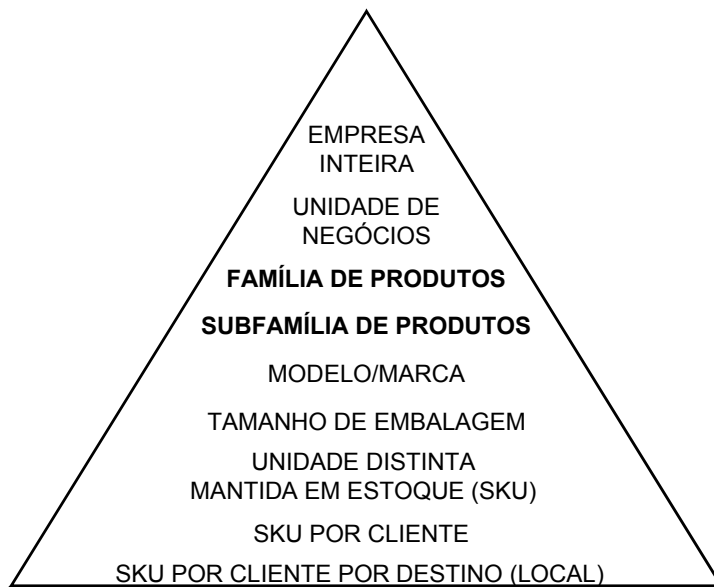 EMPRESA
INTEIRA
UNIDADE DE
NEGÓCIOS
FAMÍLIA DE PRODUTOS
SUBFAMÍLIA DE PRODUTOS
MODELO/MARCA
TAMANHO DE EMBALAGEM
UNIDADE DISTINTA
MANTIDA EM ESTOQUE (SKU)
SKU POR CLIENTE
SKU POR CLIENTE POR DESTINO (LOCAL)